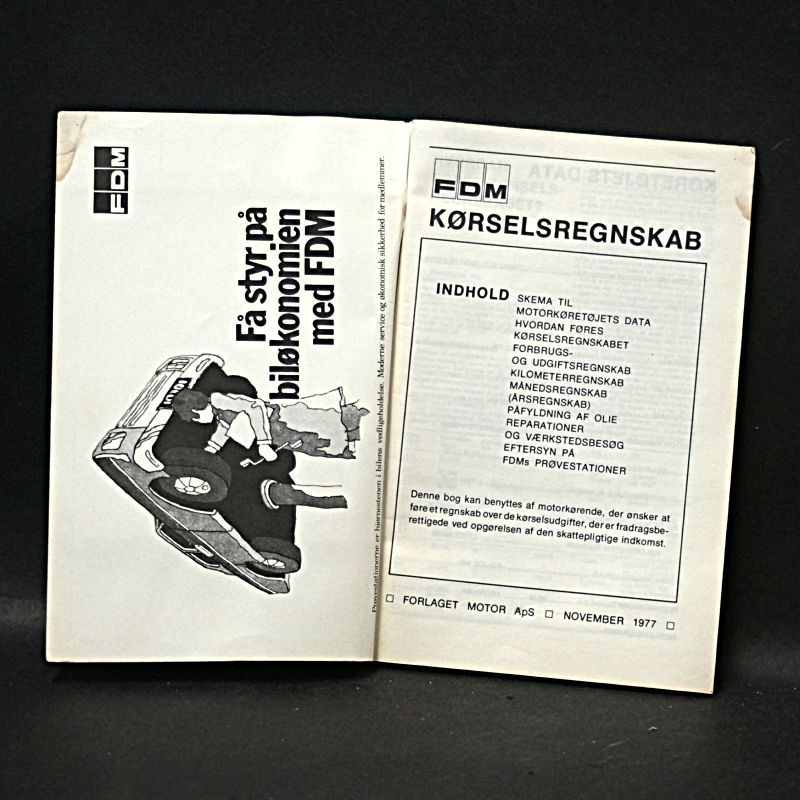 FDM
Få styr på
biløkonomien
med FDM
Prøvestationerne er hjørnestenen i bilens vedligeholdelse. Moderne service og økonomisk sikkerhed for medlemmer.
FDM
KØRSELSREGNSKAB
INDHOLD SKEMA TIL
MOTORKØRETØJETS DATA
HVORDAN FØRES
KØRSELSREGNSKABET
FORBRUGS-
OG UDGIFTSREGNSKAB
KILOMETERREGNSKAB
MÅNEDSREGNSKAB
(ÅRSREGNSKAB)
PÅFYLDNING AF OLIE
REPARATIONER
OG VÆRKSTEDSBESØG
EFTERSYN PÅ
FDMs PRØVESTATIONER
Denne bog kan benyttes af motorkørende, der ønsker at
føre et regnskab over de kørselsudgifter, der er fradragsbe-
rettigede ved opgørelsen af den skattepligtige indkomst.
□ FORLAGET MOTOR ApS □ NOVEMBER 1977 □